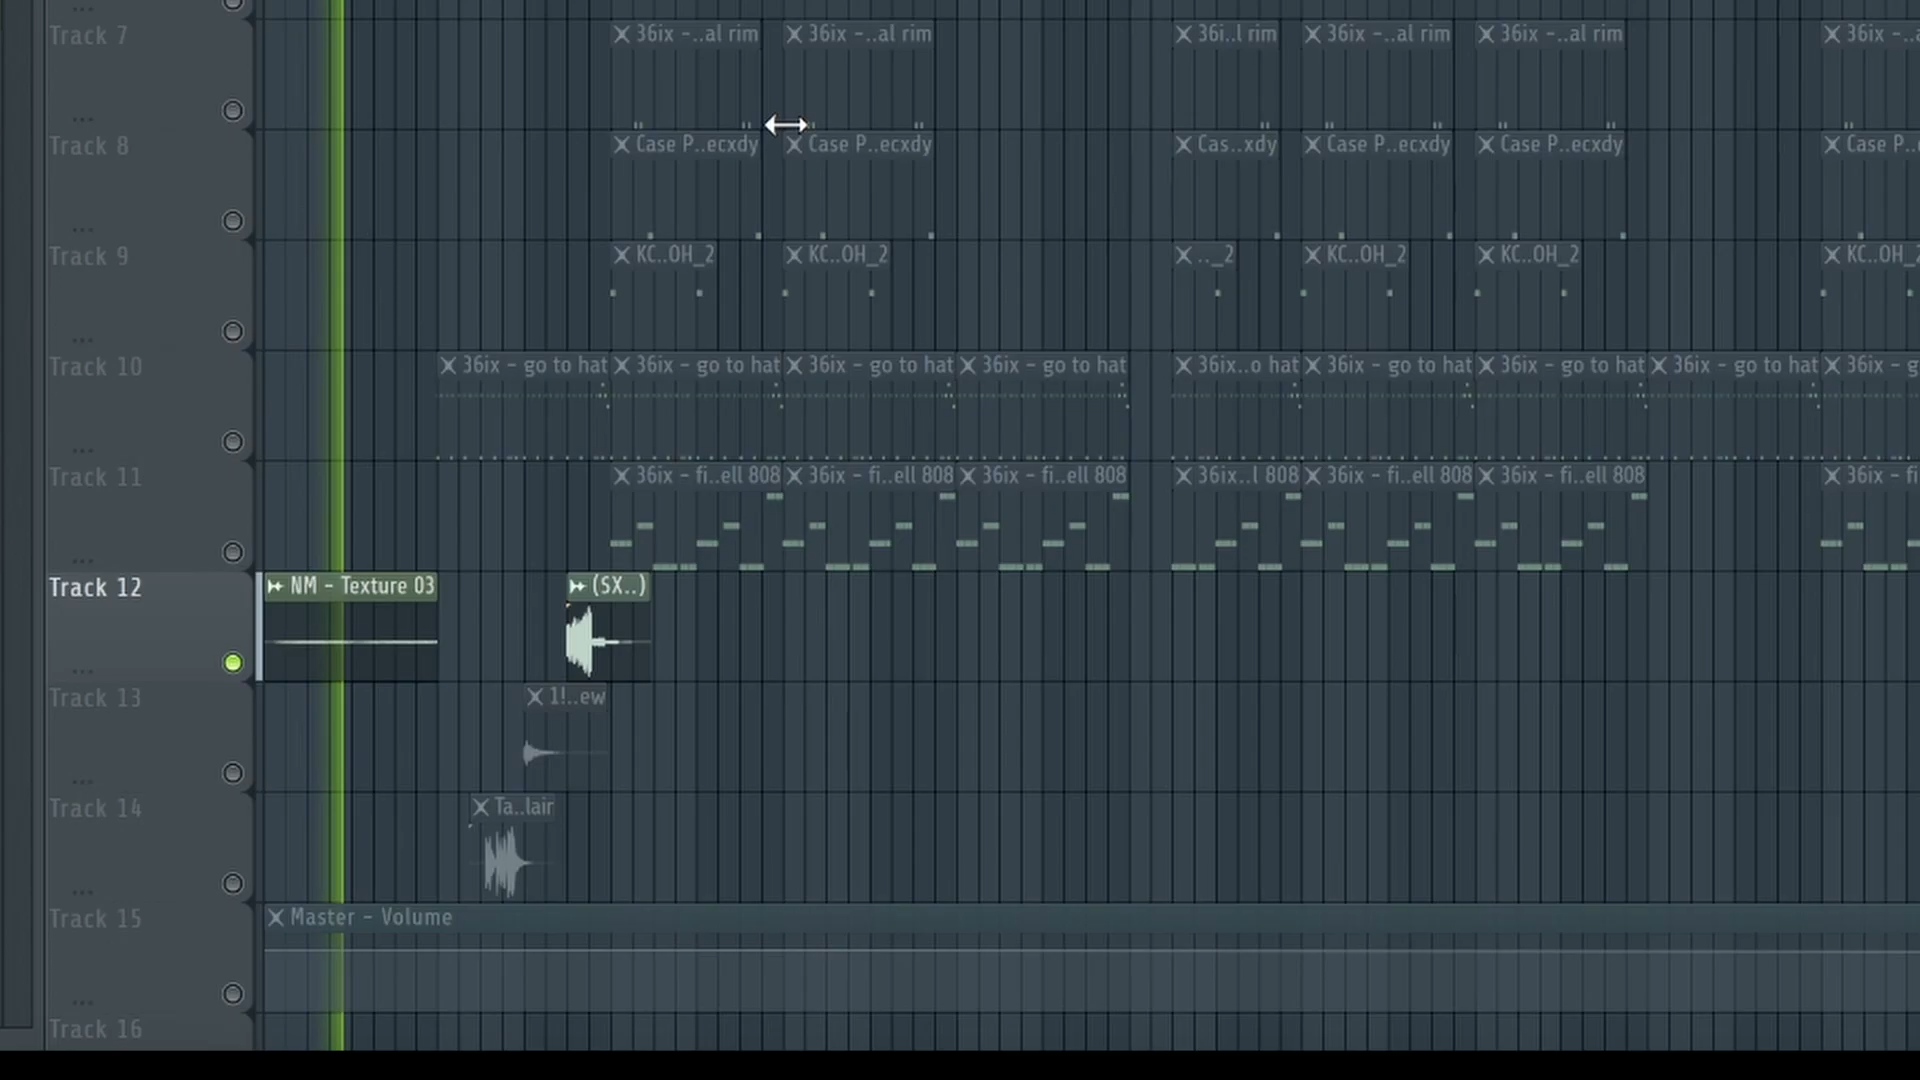 Track 7
36ix -..al rim
36ix -..al rim
36i..l rim
36ix -..al rim
36ix -..al rim
36ix -..a
Track 8
Case P..ecxdy
Case P..ecxdy
Cas..xdy
Case P..ecxdy
Case P..ecxdy
Case P..
Track 9
KC..OH_2
KC..OH_2
.._2
KC..OH_2
KC..OH_2
KC..OH_2
Track 10
36ix - go to hat
36ix - go to hat
36ix - go to hat
36ix - go to hat
36ix..o hat
36ix - go to hat
36ix - go to hat
36ix - go to hat
36ix - g
Track 11
36ix - fi..ell 808
36ix - fi..ell 808
36ix - fi..ell 808
36ix..l 808
36ix - fi..ell 808
36ix - fi..ell 808
36ix - fi
Track 12
NM - Texture 03
(SX..)
Track 13
1!..ew
Track 14
Ta..lair
Track 15
Master - Volume
Track 16